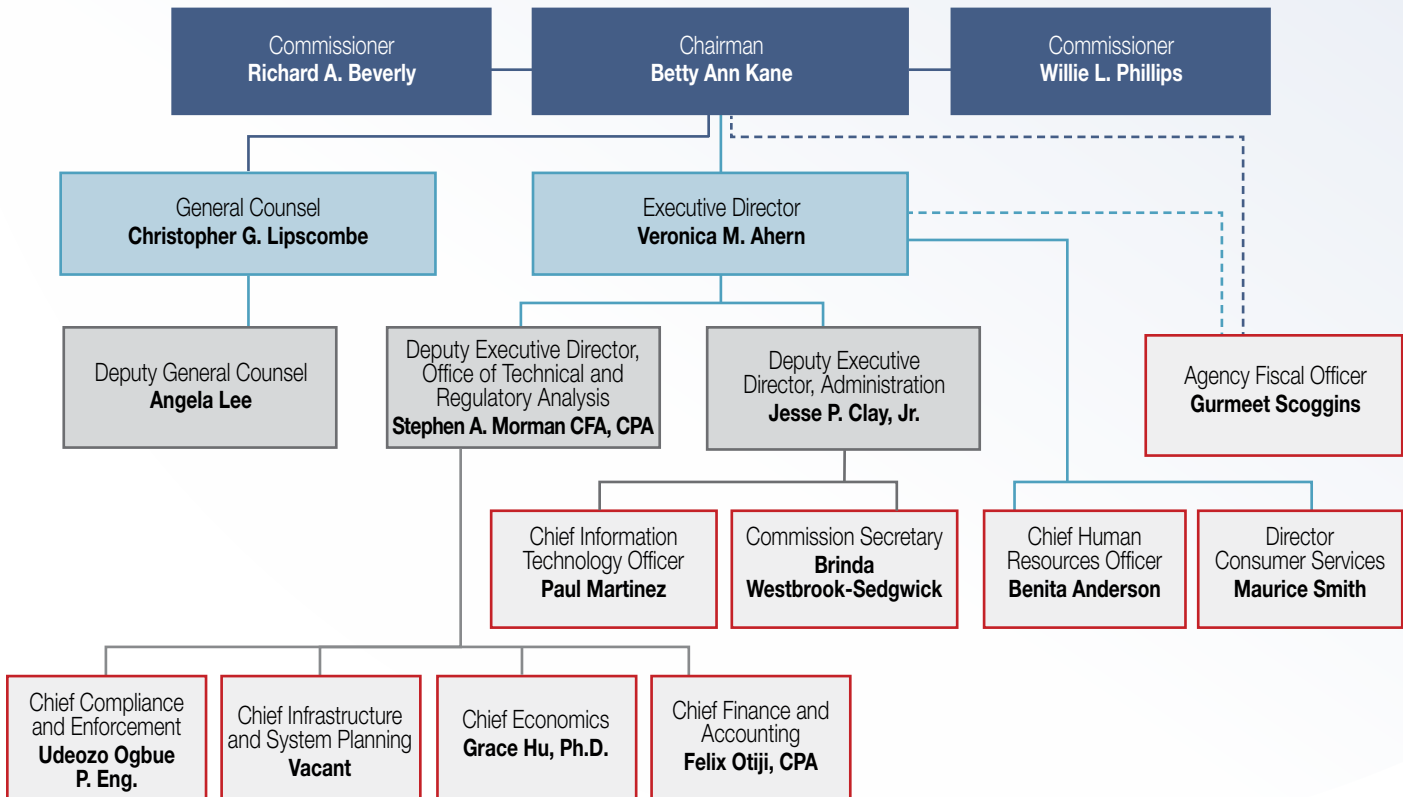 Commissioner
Richard A. Beverly
Chairman
Betty Ann Kane
Commissioner
Willie L. Phillips
General Counsel
Christopher G. Lipscombe
Executive Director
Veronica M. Ahern
Deputy General Counsel
Angela Lee
Deputy Executive Director,
Office of Technical and
Regulatory Analysis
Stephen A. Morman CFA, CPA
Deputy Executive
Director, Administration
Jesse P. Clay, Jr.
Agency Fiscal Officer
Gurmeet Scoggins
Chief Information
Technology Officer
Paul Martinez
Commission Secretary
Brinda
Westbrook-Sedgwick
Chief Human
Resources Officer
Benita Anderson
Director
Consumer Services
Maurice Smith
Chief Compliance
and Enforcement
Udeozo Ogbue
P. Eng.
Chief Infrastructure
and System Planning
Vacant
Chief Economics
Grace Hu, Ph.D.
Chief Finance and
Accounting
Felix Otiji, CPA